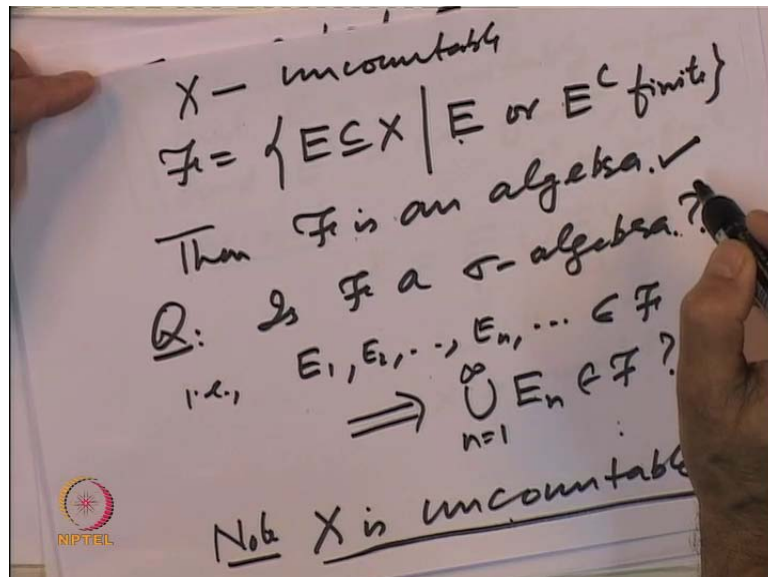 X – uncountable
ℱ = { E ⊆ X | E or E^c finite }
Then ℱ is an algebra. ✓
Q: Is ℱ a σ-algebra. ?
i.e., E₁, E₂, .., Eₙ, ... ∈ ℱ
⟹ ∞⋃n=1 Eₙ ∈ ℱ ?
Note X is uncountable
NPTEL